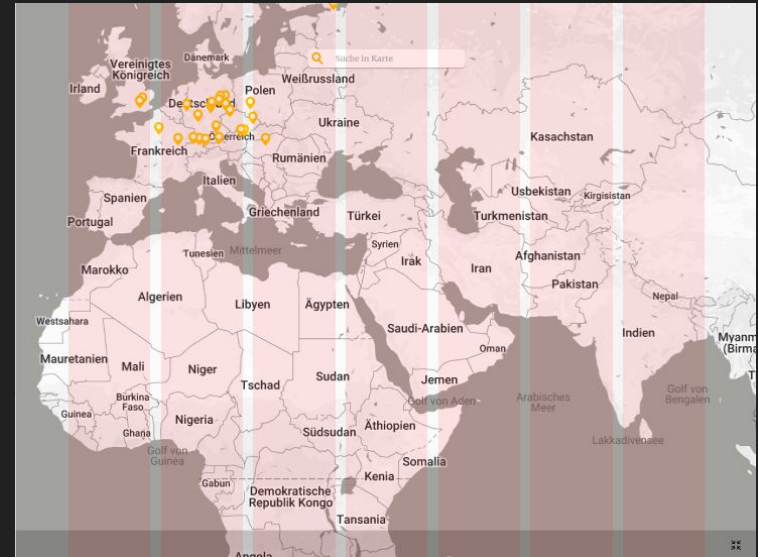 Dänemark
Vereinigtes
Königreich
Suche in Karte
Weißrussland
Irland
Polen
Deutschland
Ukraine
Kasachstan
Österreich
Frankreich
Rumänien
Italien
Usbekistan
Kirgisistan
Spanien
Griechenland
Türkei
Turkmenistan
Portugal
Tunesien
Mittelmeer
Syrien
Afghanistan
Marokko
Irak
Iran
Pakistan
Algerien
Libyen
Ägypten
Nepal
Westsahara
Saudi-Arabien
Indien
Myanm
(Birma
Oman
Mauretanien
Mali
Niger
Sudan
Jemen
T
Tschad
Burkina
Faso
Golf von Aden
Arabisches
Meer
Golf von
Bengalen
Guinea
Nigeria
Äthiopien
Ghana
Südsudan
Lakkadivensee
Golf von
Guinea
Somalia
Gabun
Kenia
Demokratische
Republik Kongo
Tansania
Angola